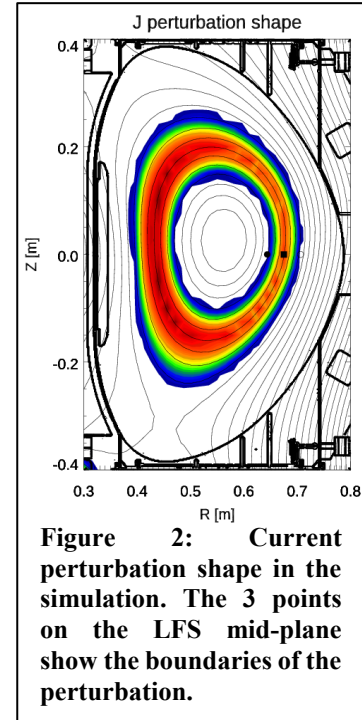 J perturbation shape
0.4
0.2
0.0
-0.2
-0.4
Z [m]
0.3 0.4 0.5 0.6 0.7 0.8
R [m]
Figure 2: Current
perturbation shape in the
simulation. The 3 points
on the LFS mid-plane
show the boundaries of the
perturbation.